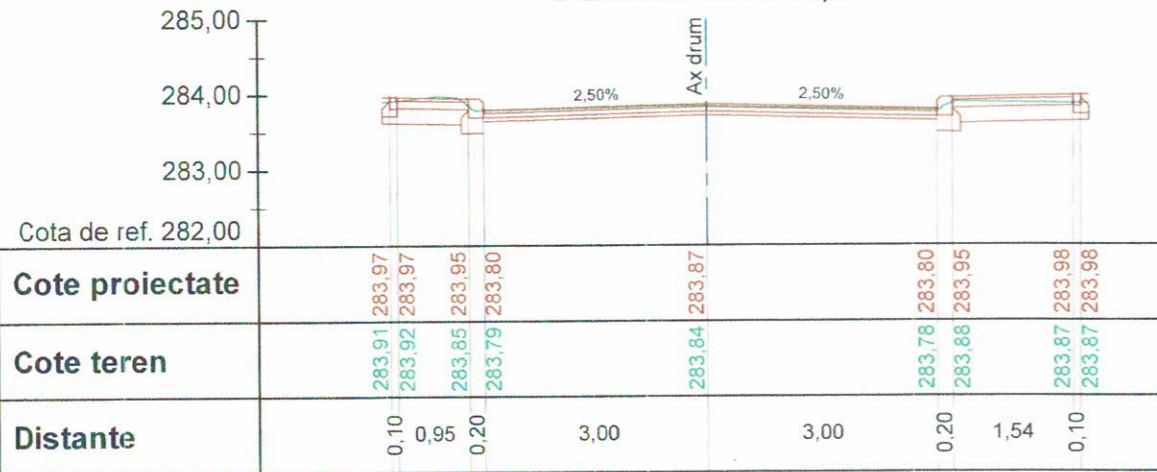 285,00
Ax drum
284,00
2,50% 2,50%
283,00
Cota de ref. 282,00
Cote proiectate 283,97 283,97 283,95 283,80 283,87 283,80 283,95 283,98 283,98
Cote teren 283,91 283,92 283,85 283,79 283,84 283,78 283,88 283,87 283,87
Distante 0,10 0,95 0,20 3,00 3,00 0,20 1,54 0,10